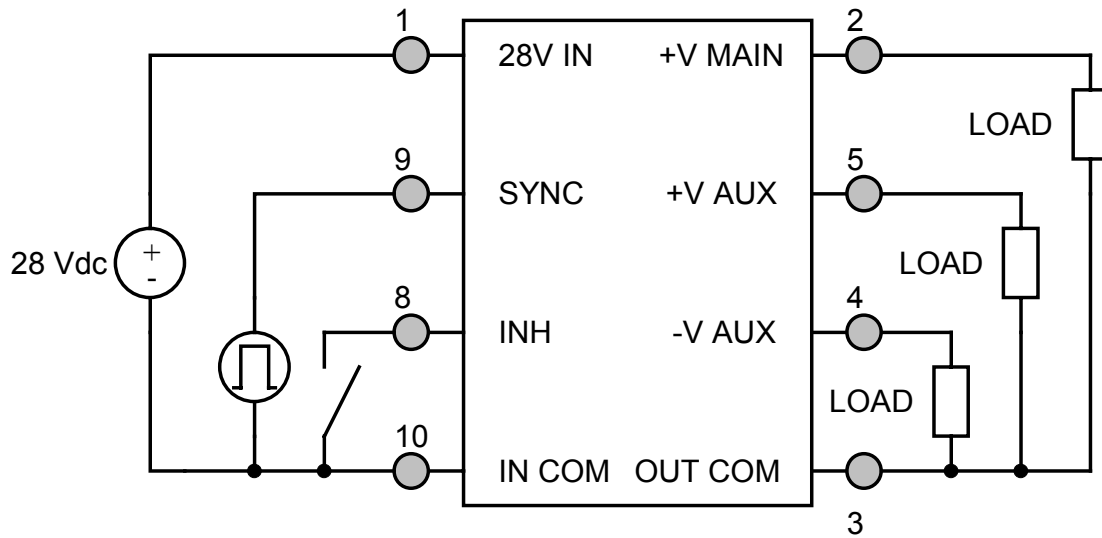 1
2
28V IN
+V MAIN
LOAD
9
5
SYNC
+V AUX
28 Vdc
+
-
LOAD
8
4
INH
-V AUX
LOAD
10
IN COM
OUT COM
3